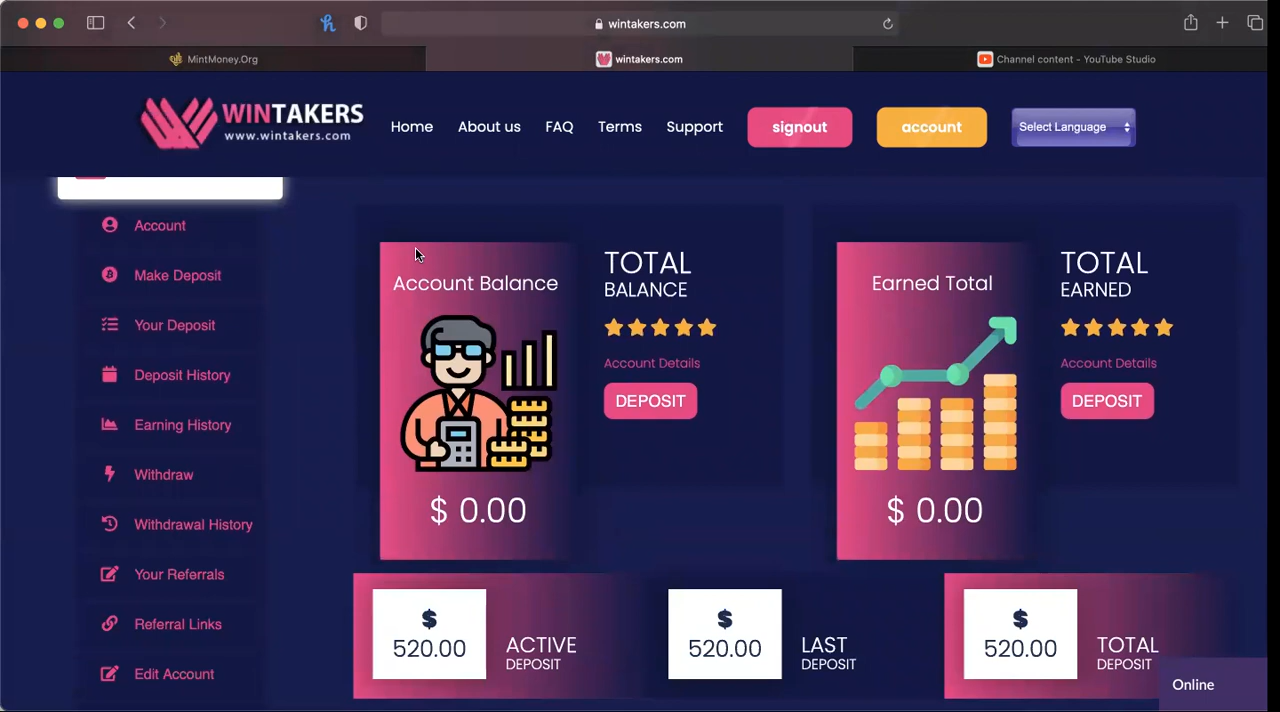 wintakers.com
MintMoney.Org
wintakers.com
Channel content - YouTube Studio
WINTAKERS
www.wintakers.com
Home
About us
FAQ
Terms
Support
signout
account
Select Language
Account
Make Deposit
Your Deposit
Deposit History
Earning History
Withdraw
Withdrawal History
Your Referrals
Referral Links
Edit Account
Account Balance
$ 0.00
TOTAL
BALANCE
Account Details
DEPOSIT
Earned Total
$ 0.00
TOTAL
EARNED
Account Details
DEPOSIT
$
520.00
ACTIVE
DEPOSIT
$
520.00
LAST
DEPOSIT
$
520.00
TOTAL
DEPOSIT
Online